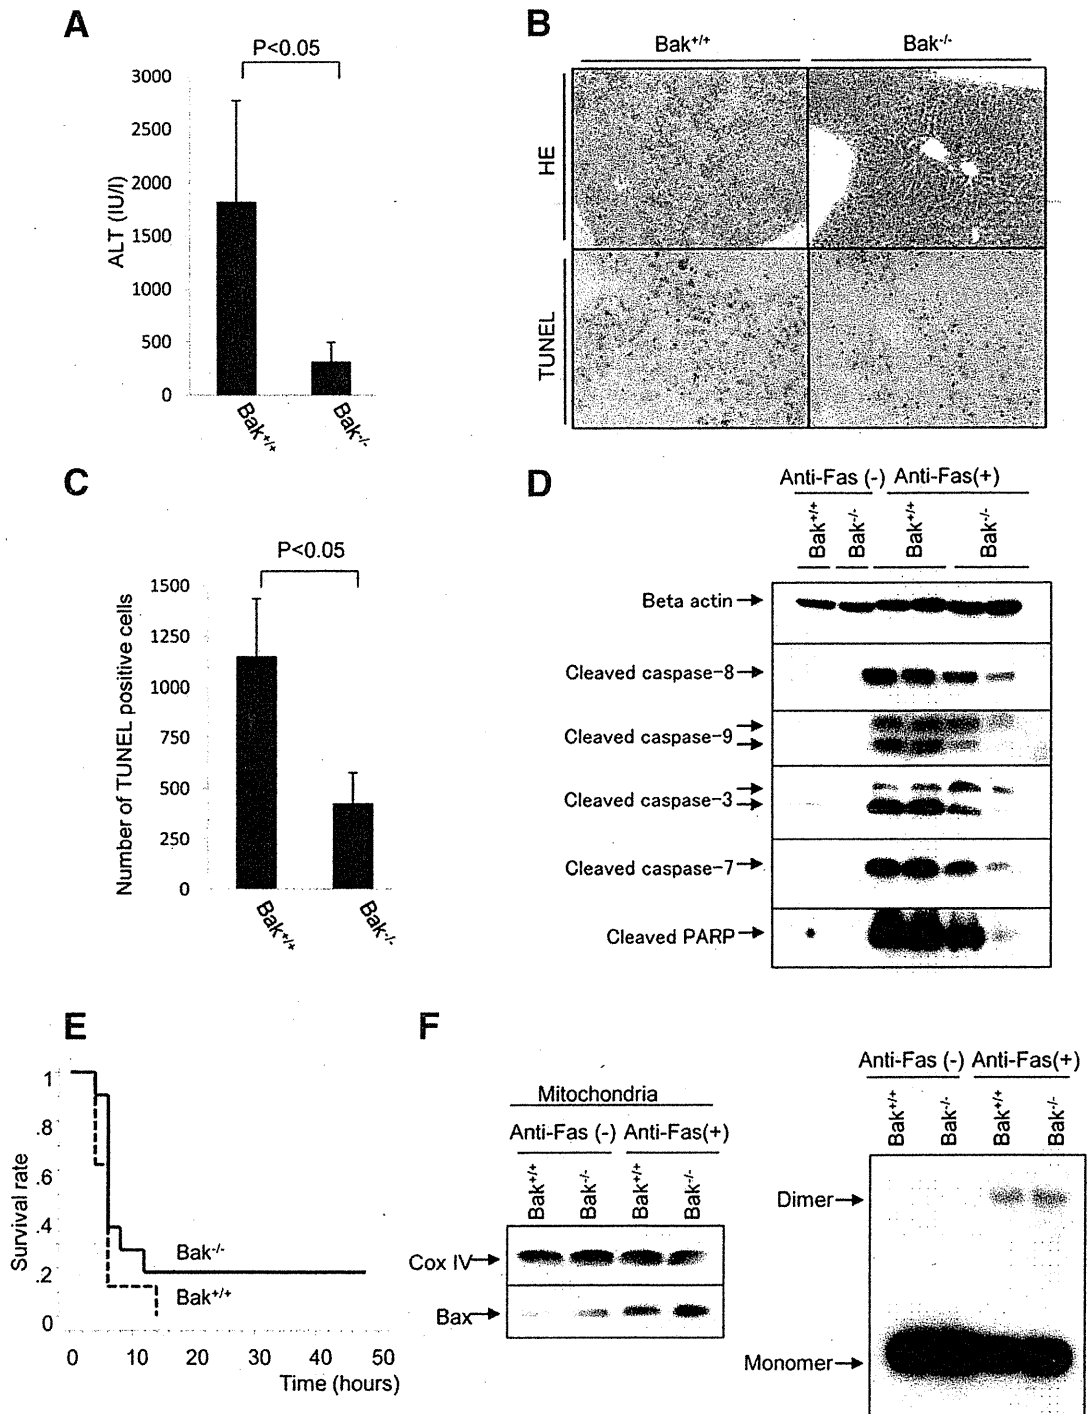 A
P<0.05
3000
2500
2000
1500
1000
500
0
ALT (IU/l)
Bak+/+
Bak-/-
B
Bak+/+ Bak-/-
HE
TUNEL
C
P<0.05
1500
1250
1000
750
500
250
0
Number of TUNEL positive cells
Bak+/+
Bak-/-
D
Anti-Fas (-) Anti-Fas(+)
Bak+/+ Bak-/- Bak+/+ Bak-/-
Beta actin
Cleaved caspase-8
Cleaved caspase-9
Cleaved caspase-3
Cleaved caspase-7
Cleaved PARP
E
1
.8
.6
.4
.2
0
Survival rate
Bak-/-
Bak+/+
0 10 20 30 40 50
Time (hours)
F
Mitochondria
Anti-Fas (-) Anti-Fas(+)
Bak+/+ Bak-/- Bak+/+ Bak-/-
Cox IV
Bax
Anti-Fas (-) Anti-Fas(+)
Bak+/+ Bak-/- Bak+/+ Bak-/-
Dimer
Monomer